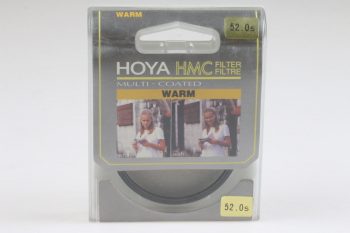 WARM
52.0s
HOYA HMC FILTER
FILTRE
MULTI-COATED
WARM
52.0s